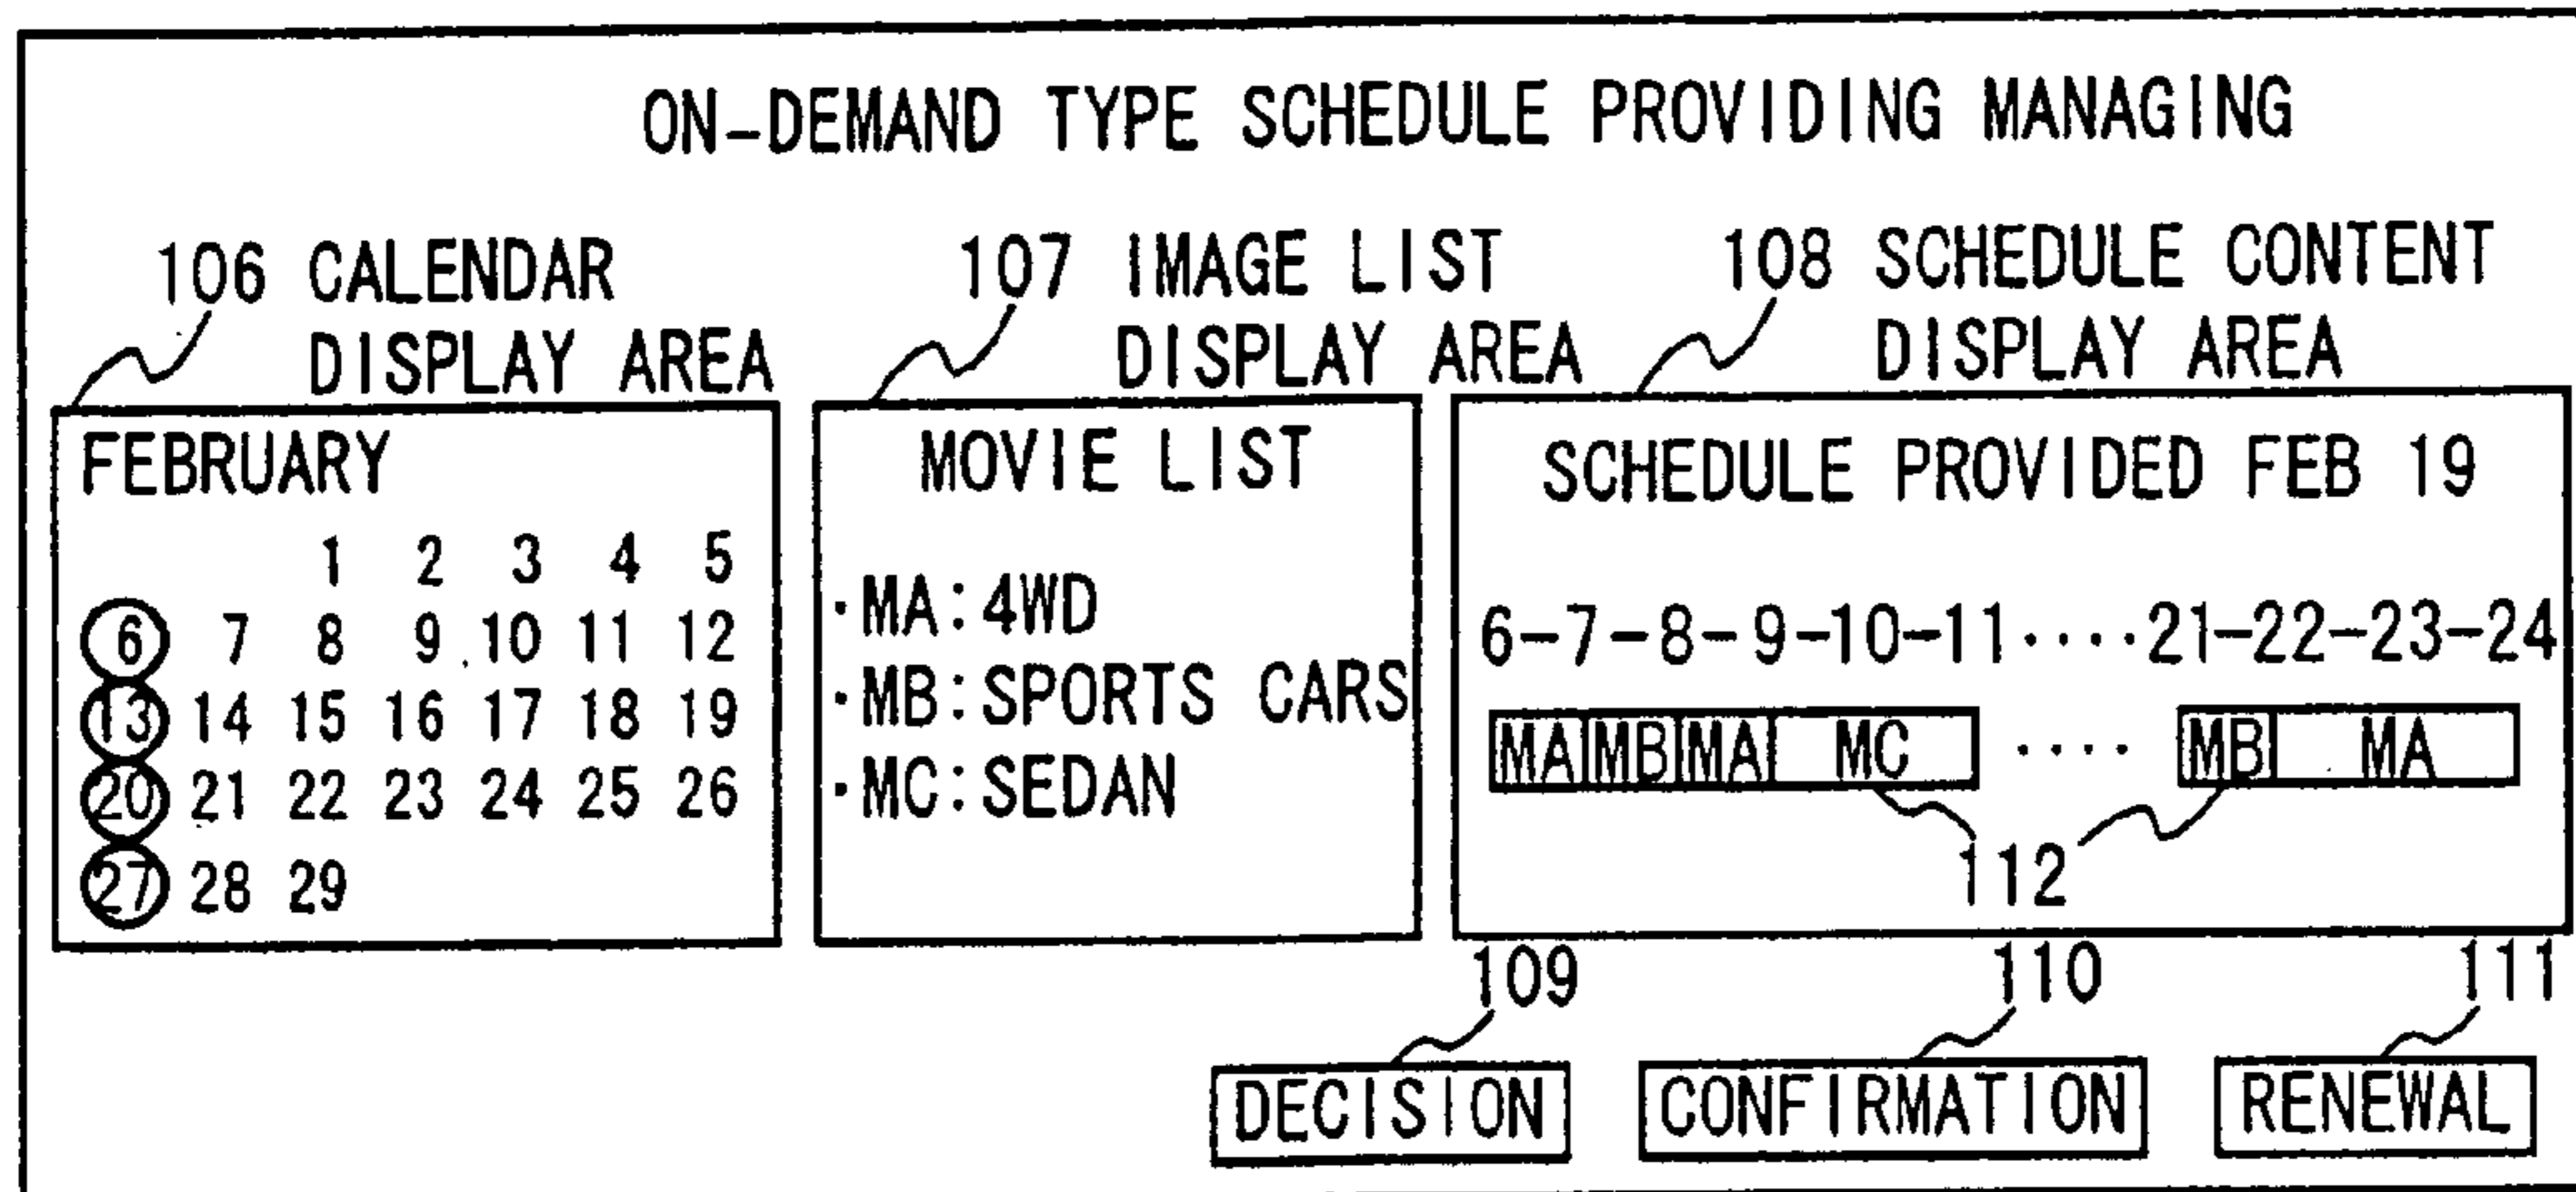 ON-DEMAND TYPE SCHEDULE PROVIDING MANAGING
106 CALENDAR
DISPLAY AREA
107 IMAGE LIST
DISPLAY AREA
108 SCHEDULE CONTENT
DISPLAY AREA
FEBRUARY
1 2 3 4 5
6 7 8 9 10 11 12
13 14 15 16 17 18 19
20 21 22 23 24 25 26
27 28 29
MOVIE LIST
·MA:4WD
·MB:SPORTS CARS
·MC:SEDAN
SCHEDULE PROVIDED FEB 19
6-7-8-9-10-11····21-22-23-24
MA MB MA MC ···· MB MA
112
109 110 111
DECISION CONFIRMATION RENEWAL